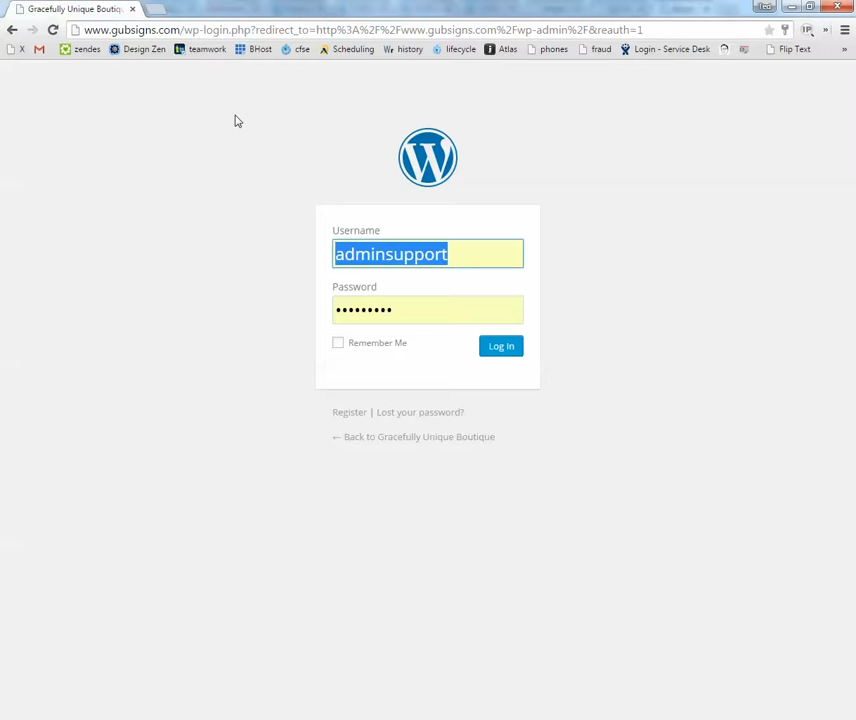 Gracefully Unique Boutiq
Ted
www.gubsigns.com/wp-login.php?redirect_to=http%3A%2F%2Fwww.gubsigns.com%2Fwp-admin%2F&reauth=1
X zendes Design Zen teamwork BHost cfse Scheduling history lifecycle Atlas phones fraud Login - Service Desk Flip Text »
Username
adminsupport
Password
•••••••••
Remember Me
Log In
Register | Lost your password?
← Back to Gracefully Unique Boutique